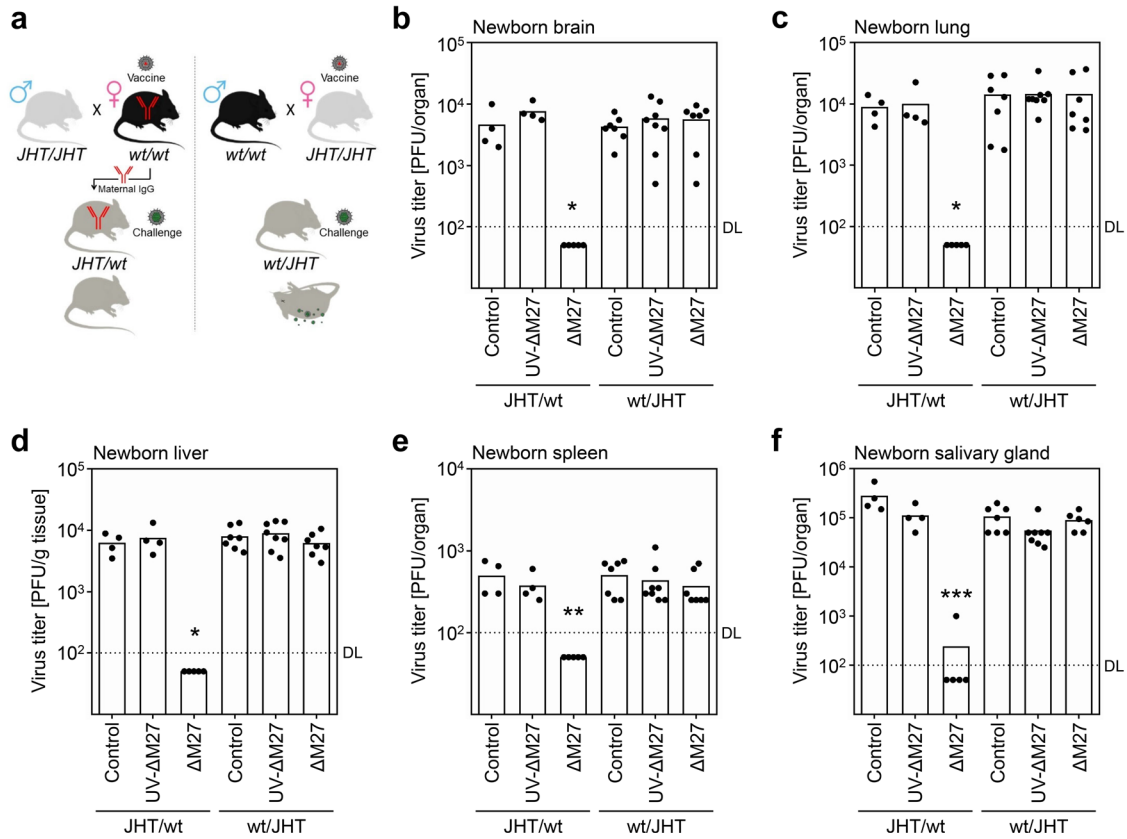 a
♂
X
♀
Vaccine
♂
X
♀
Vaccine
JHT/JHT
wt/wt
wt/wt
JHT/JHT
Maternal IgG
Challenge
Challenge
JHT/wt
wt/JHT
b
Newborn brain
Virus titer [PFU/organ]
10⁵
10⁴
10³
10²
*
DL
Control
UV-ΔM27
ΔM27
Control
UV-ΔM27
ΔM27
JHT/wt
wt/JHT
c
Newborn lung
Virus titer [PFU/organ]
10⁵
10⁴
10³
10²
*
DL
Control
UV-ΔM27
ΔM27
Control
UV-ΔM27
ΔM27
JHT/wt
wt/JHT
d
Newborn liver
Virus titer [PFU/g tissue]
10⁵
10⁴
10³
10²
*
DL
Control
UV-ΔM27
ΔM27
Control
UV-ΔM27
ΔM27
JHT/wt
wt/JHT
e
Newborn spleen
Virus titer [PFU/organ]
10⁴
10³
10²
**
DL
Control
UV-ΔM27
ΔM27
Control
UV-ΔM27
ΔM27
JHT/wt
wt/JHT
f
Newborn salivary gland
Virus titer [PFU/organ]
10⁶
10⁵
10⁴
10³
10²
***
DL
Control
UV-ΔM27
ΔM27
Control
UV-ΔM27
ΔM27
JHT/wt
wt/JHT